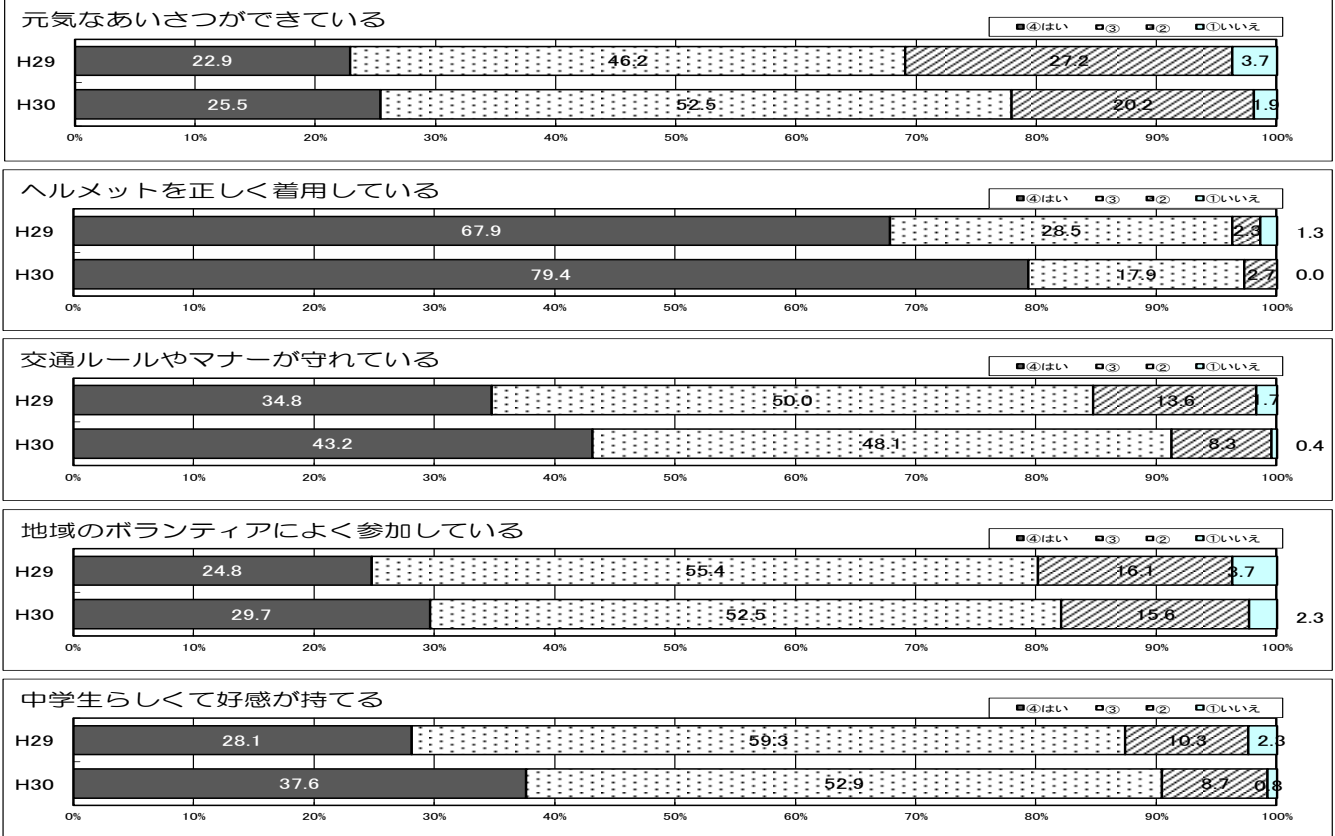 元気なあいさつができている
■④はい □③ ■② □①いいえ
H29 22.9 46.2 27.2 3.7
H30 25.5 52.5 20.2 1.9
0% 10% 20% 30% 40% 50% 60% 70% 80% 90% 100%
ヘルメットを正しく着用している
■④はい □③ ■② □①いいえ
H29 67.9 28.5 2.3 1.3
H30 79.4 17.9 2.7 0.0
0% 10% 20% 30% 40% 50% 60% 70% 80% 90% 100%
交通ルールやマナーが守れている
■④はい □③ ■② □①いいえ
H29 34.8 50.0 13.6 1.7
H30 43.2 48.1 8.3 0.4
0% 10% 20% 30% 40% 50% 60% 70% 80% 90% 100%
地域のボランティアによく参加している
■④はい □③ ■② □①いいえ
H29 24.8 55.4 16.1 3.7
H30 29.7 52.5 15.6 2.3
0% 10% 20% 30% 40% 50% 60% 70% 80% 90% 100%
中学生らしくて好感が持てる
■④はい □③ ■② □①いいえ
H29 28.1 59.3 10.3 2.3
H30 37.6 52.9 8.7 0.8
0% 10% 20% 30% 40% 50% 60% 70% 80% 90% 100%